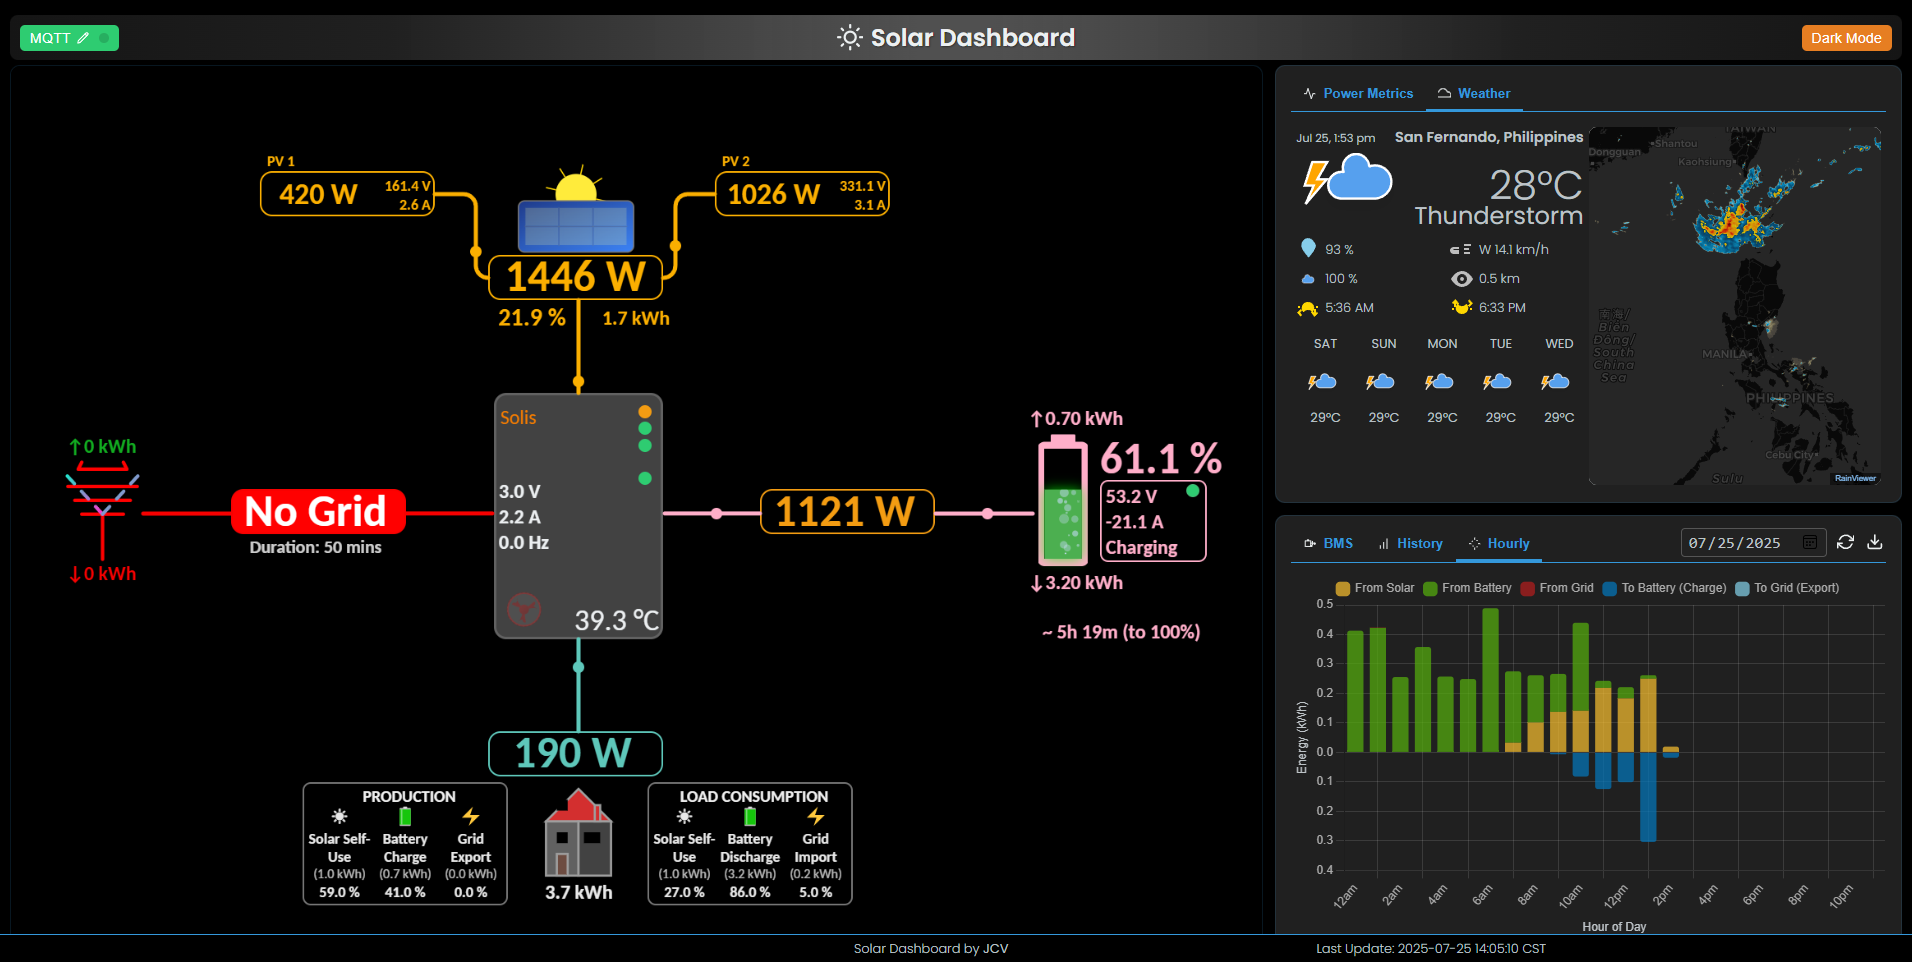 MQTT
Solar Dashboard
Dark Mode
PV 1
420 W
161.4 V
2.6 A
PV 2
1026 W
331.1 V
3.1 A
1446 W
21.9 %
1.7 kWh
Solis
3.0 V
2.2 A
0.0 Hz
39.3 °C
↑0 kWh
No Grid
Duration: 50 mins
↓0 kWh
1121 W
↑0.70 kWh
61.1 %
53.2 V
-21.1 A
Charging
↓3.20 kWh
~ 5h 19m (to 100%)
190 W
PRODUCTION
Solar Self-
Use
(1.0 kWh)
59.0 %
Battery
Charge
(0.7 kWh)
41.0 %
Grid
Export
(0.0 kWh)
0.0 %
3.7 kWh
LOAD CONSUMPTION
Solar Self-
Use
(1.0 kWh)
27.0 %
Battery
Discharge
(3.2 kWh)
86.0 %
Grid
Import
(0.2 kWh)
5.0 %
Power Metrics
Weather
Jul 25, 1:53 pm
San Fernando, Philippines
28°C
Thunderstorm
93 %
W 14.1 km/h
100 %
0.5 km
5:36 AM
6:33 PM
SAT SUN MON TUE WED
29°C 29°C 29°C 29°C 29°C
TAIWAN
Shantou
Dongguan
Kaohsiung
南海/
Biển
Đông/
South
China
Sea
MANILA
PHILIPPINES
Cebu City
Sulu
RainViewer
BMS
History
Hourly
07/25/2025
From Solar From Battery From Grid To Battery (Charge) To Grid (Export)
Energy (kWh)
0.5
0.4
0.3
0.2
0.1
0.0
0.1
0.2
0.3
0.4
12am 2am 4am 6am 8am 10am 12pm 2pm 4pm 6pm 8pm 10pm
Hour of Day
Solar Dashboard by JCV
Last Update: 2025-07-25 14:05:10 CST